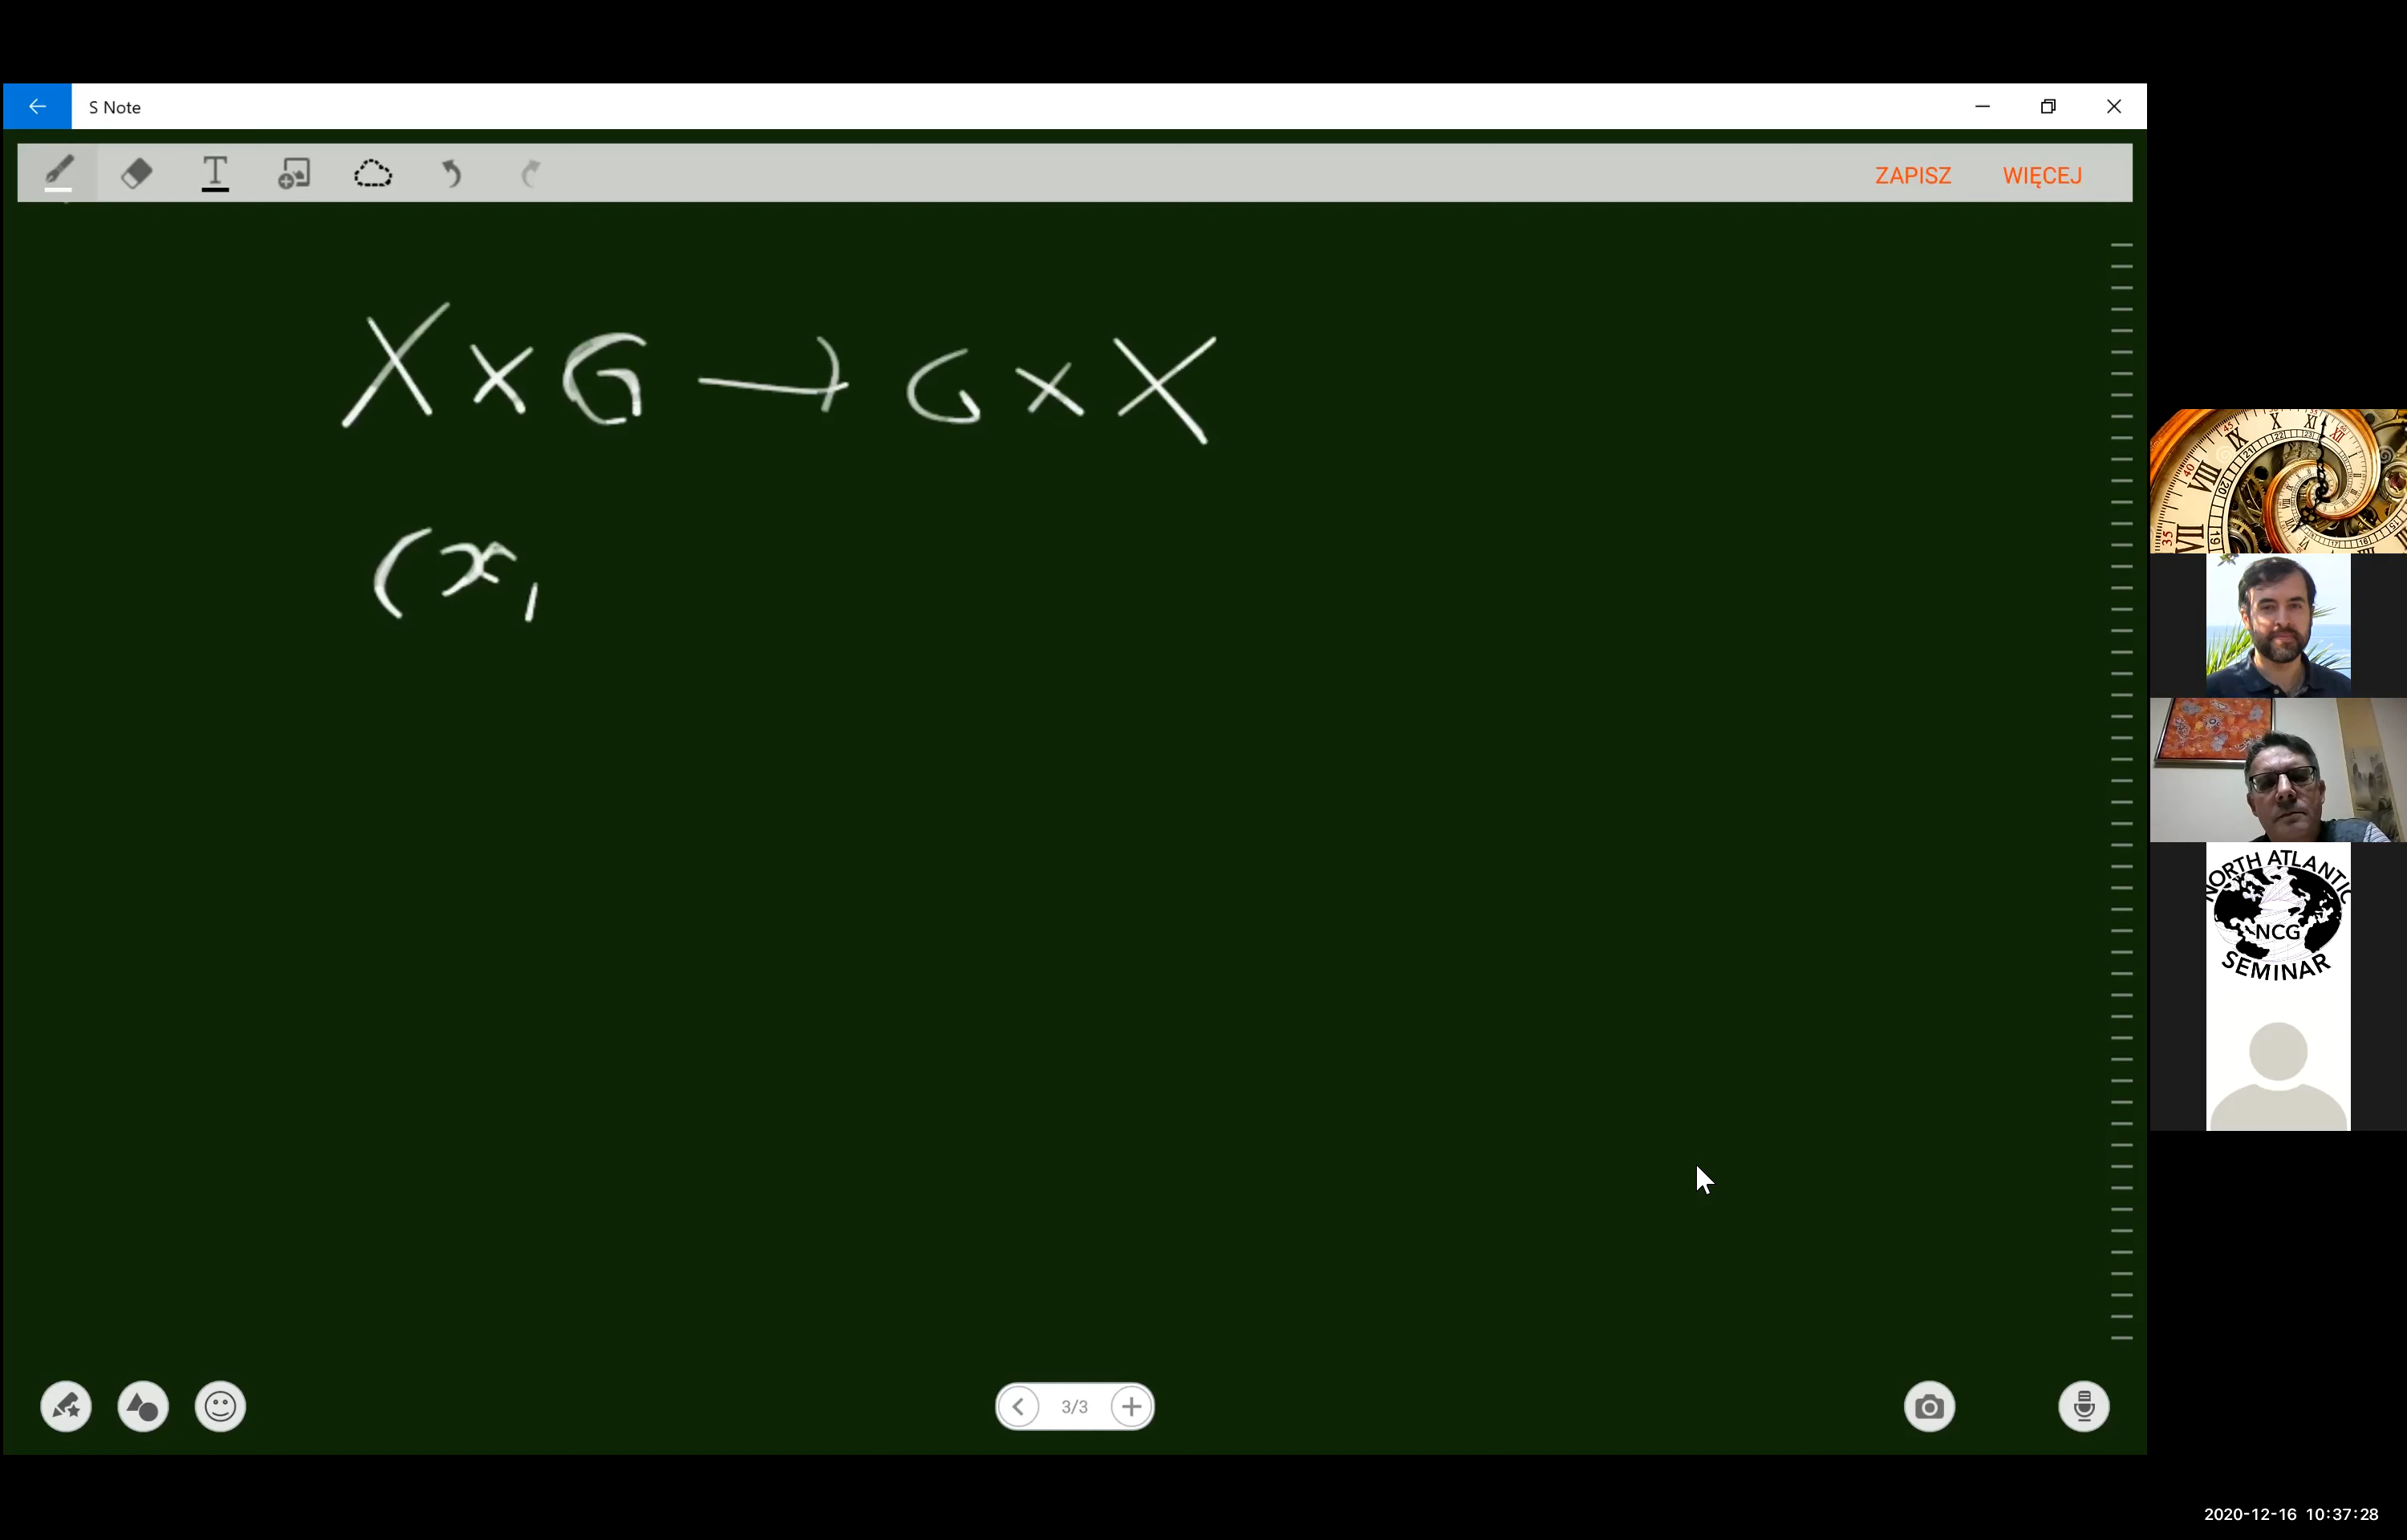 S Note
T
ZAPISZ WIĘCEJ
X × G → G × X
(x,
3/3
NORTH ATLANTIC
NCG
SEMINAR
2020-12-16 10:37:28